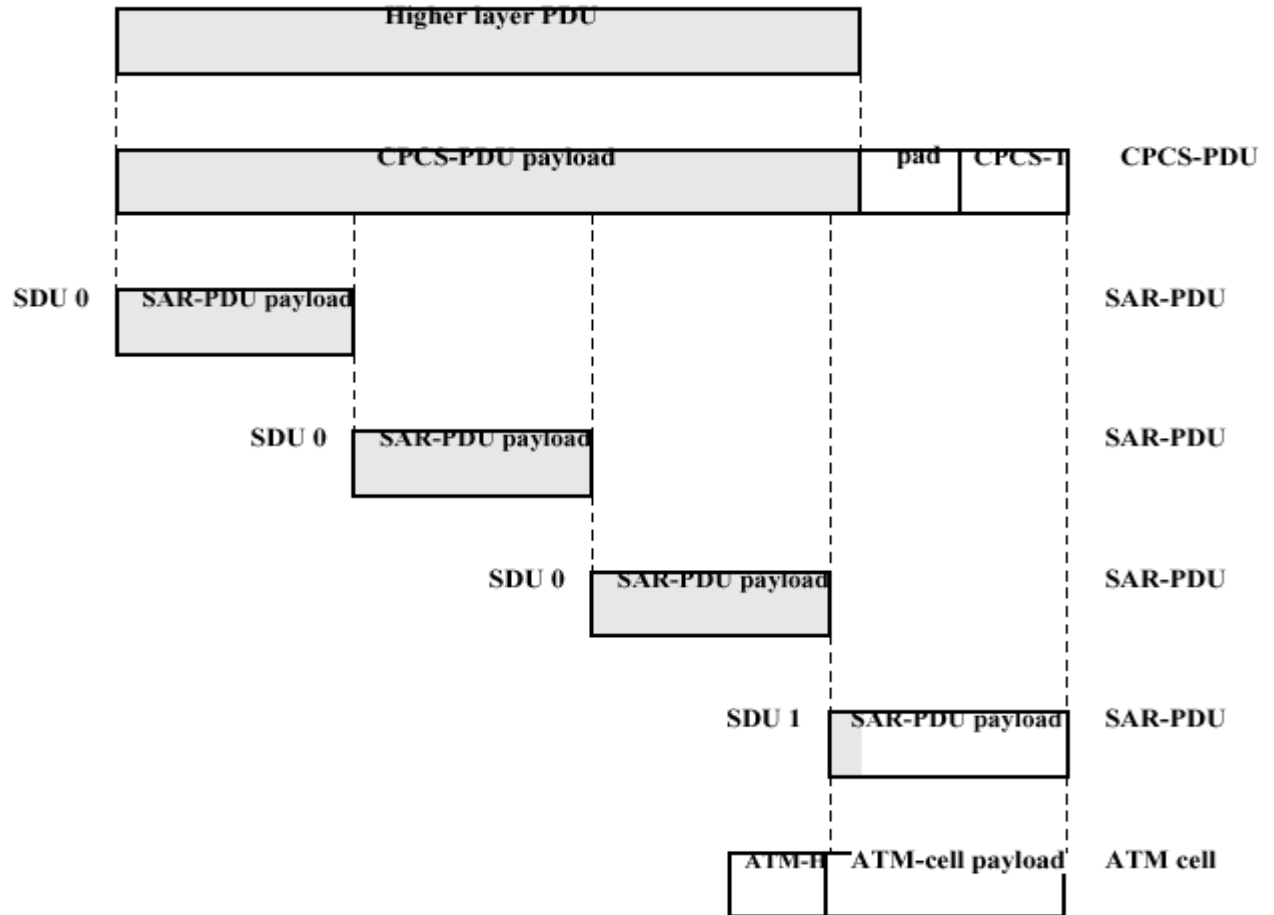 Higher layer PDU
CPCS-PDU payload pad CPCS-T CPCS-PDU
SDU 0 SAR-PDU payload SAR-PDU
SDU 0 SAR-PDU payload SAR-PDU
SDU 0 SAR-PDU payload SAR-PDU
SDU 1 SAR-PDU payload SAR-PDU
ATM-H ATM-cell payload ATM cell